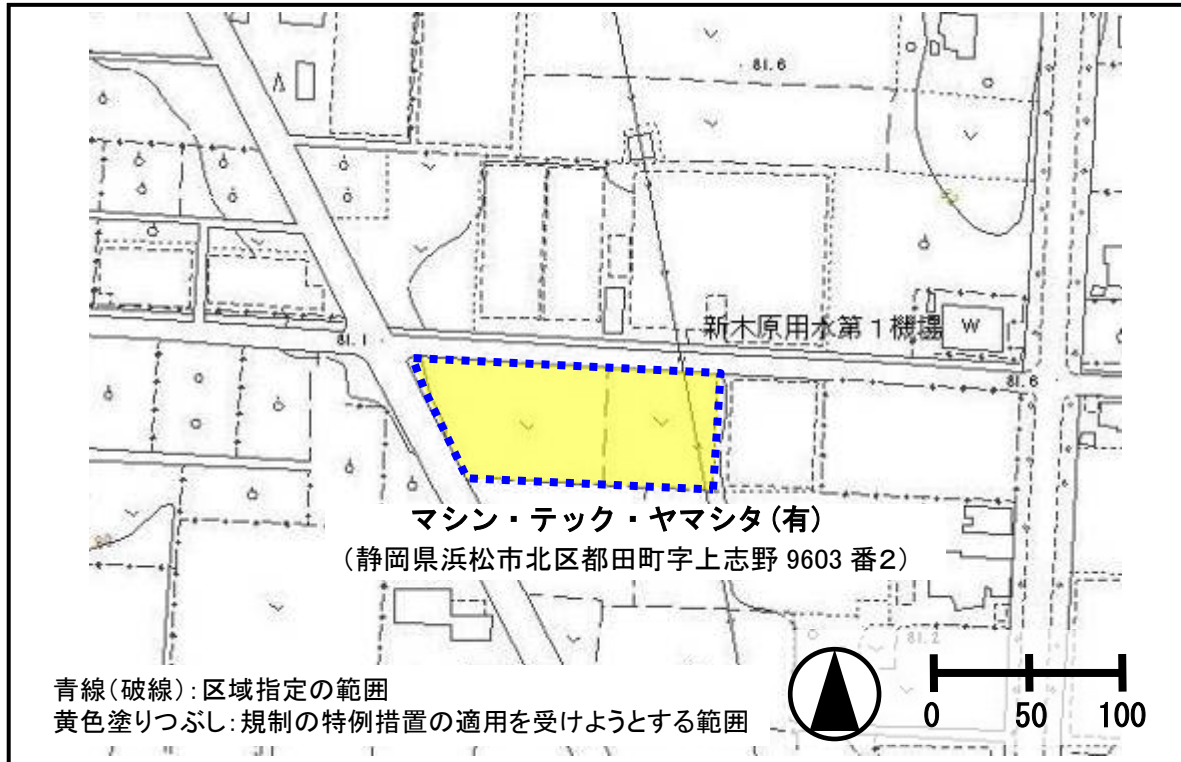 81.6
81.1
新木原用水第1機場
W
81.6
マシン・テック・ヤマシタ(有)
(静岡県浜松市北区都田町字上志野 9603 番2)
81.2
青線(破線):区域指定の範囲
黄色塗りつぶし:規制の特例措置の適用を受けようとする範囲
0 50 100